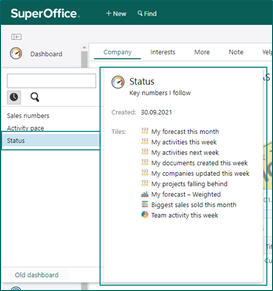 SuperOffice.
+ New
Find
Dashboard
Company
Interests
More
Note
Sales numbers
Activity pace
Status
Status
Key numbers I follow
Created: 30.09.2021
Tiles:
My forecast this month
My activities this week
My activities next week
My documents created this week
My companies updated this week
My projects falling behind
My forecast – Weighted
Biggest sales sold this month
Team activity this week
Old dashboard